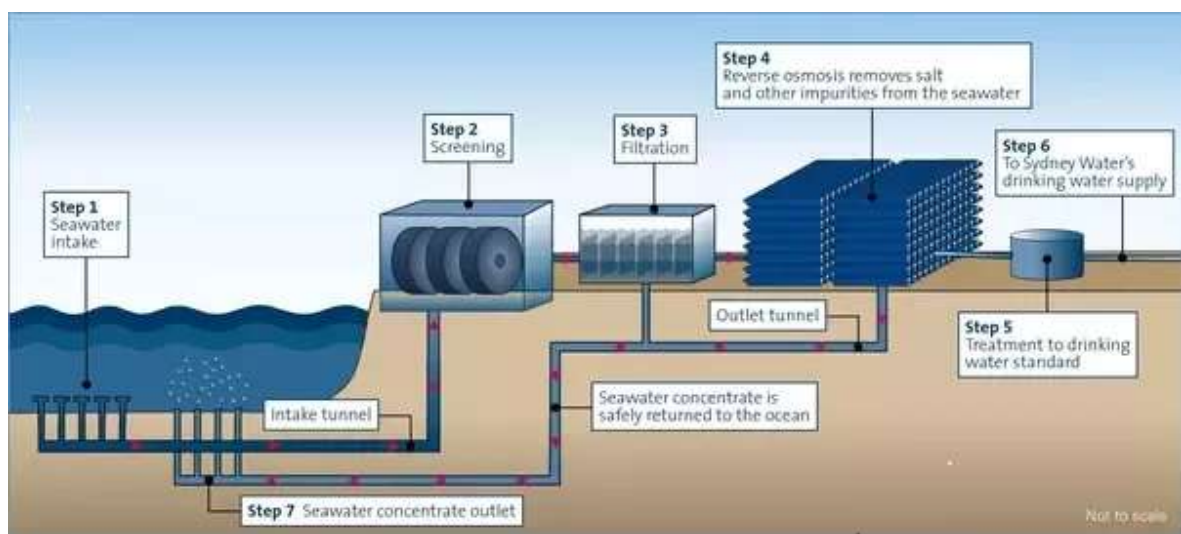 Step 1
Seawater
intake
Step 2
Screening
Step 3
Filtration
Step 4
Reverse osmosis removes salt
and other impurities from the seawater
Step 6
To Sydney Water's
drinking water supply
Step 5
Treatment to drinking
water standard
Outlet tunnel
Intake tunnel
Seawater concentrate is
safely returned to the ocean
Step 7 Seawater concentrate outlet
Not to scale